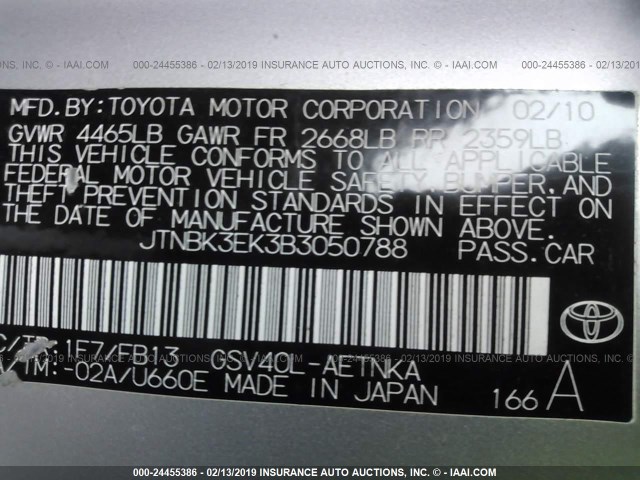 000-24455386 - 02/13/2019 INSURANCE AUTO AUCTIONS, INC. - IAAI.COM
MFD.BY:TOYOTA MOTOR CORPORATION 02/10
GVWR 4465LB GAWR FR 2668LB RR 2359LB
THIS VEHICLE CONFORMS TO ALL APPLICABLE
FEDERAL MOTOR VEHICLE SAFETY,BUMPER,AND
THEFT PREVENTION STANDARDS IN EFFECT ON
THE DATE OF MANUFACTURE SHOWN ABOVE.
JTNBK3EK3B3050788 PASS.CAR
C/TR:1E7/FB13 GSV40L-AETNKA
A/TM:-02A/U660E MADE IN JAPAN
166 A
000-24455386 - 02/13/2019 INSURANCE AUTO AUCTIONS, INC. - IAAI.COM